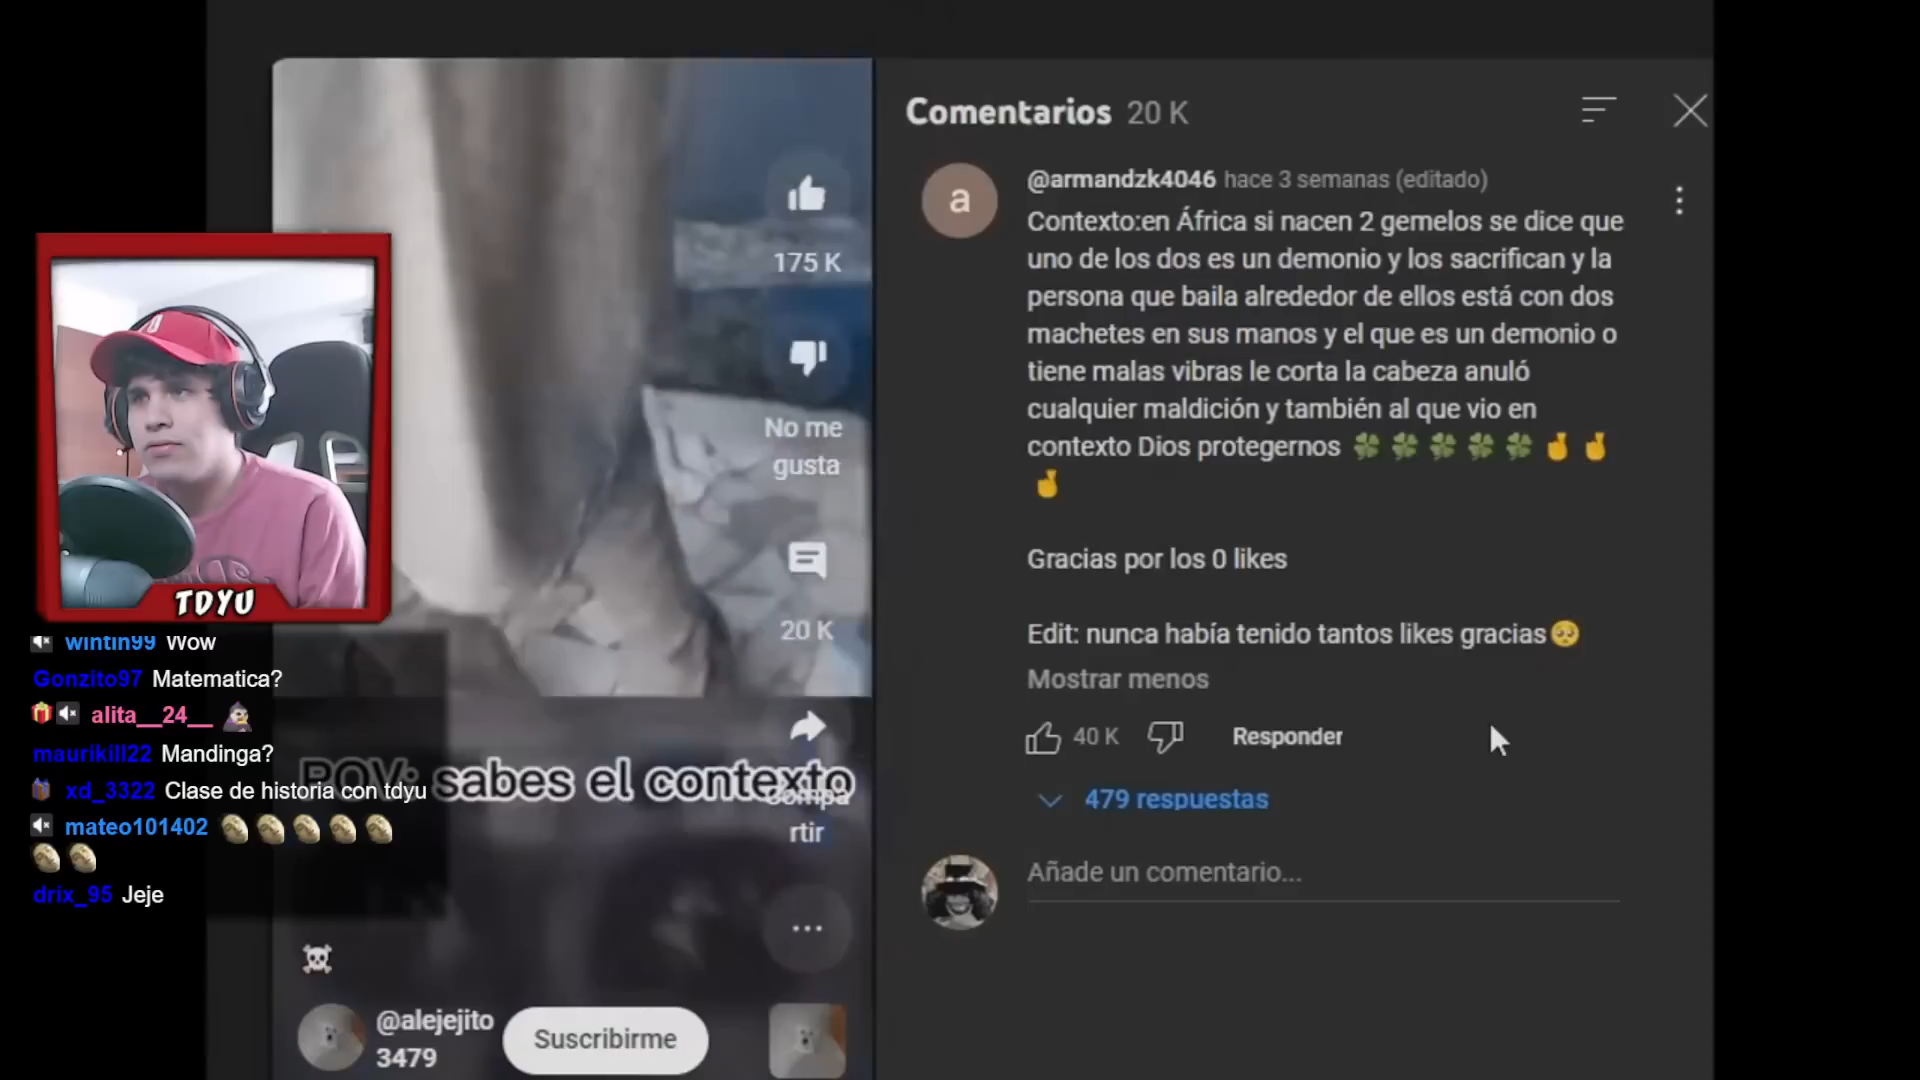 Comentarios 20 K
@armandzk4046 hace 3 semanas (editado)
Contexto:en África si nacen 2 gemelos se dice que
uno de los dos es un demonio y los sacrifican y la
persona que baila alrededor de ellos está con dos
machetes en sus manos y el que es un demonio o
tiene malas vibras le corta la cabeza anuló
cualquier maldición y también al que vio en
contexto Dios protegernos
Gracias por los 0 likes
Edit: nunca había tenido tantos likes gracias
Mostrar menos
40 K Responder
479 respuestas
Añade un comentario...
a
175 K
No me
gusta
20 K
Compa
rtir
POV: sabes el contexto
@alejejito
3479
Suscribirme
TDYU
wintin99 Wow
Gonzito97 Matematica?
alita__24__
maurikill22 Mandinga?
xd_3322 Clase de historia con tdyu
mateo101402
drix_95 Jeje